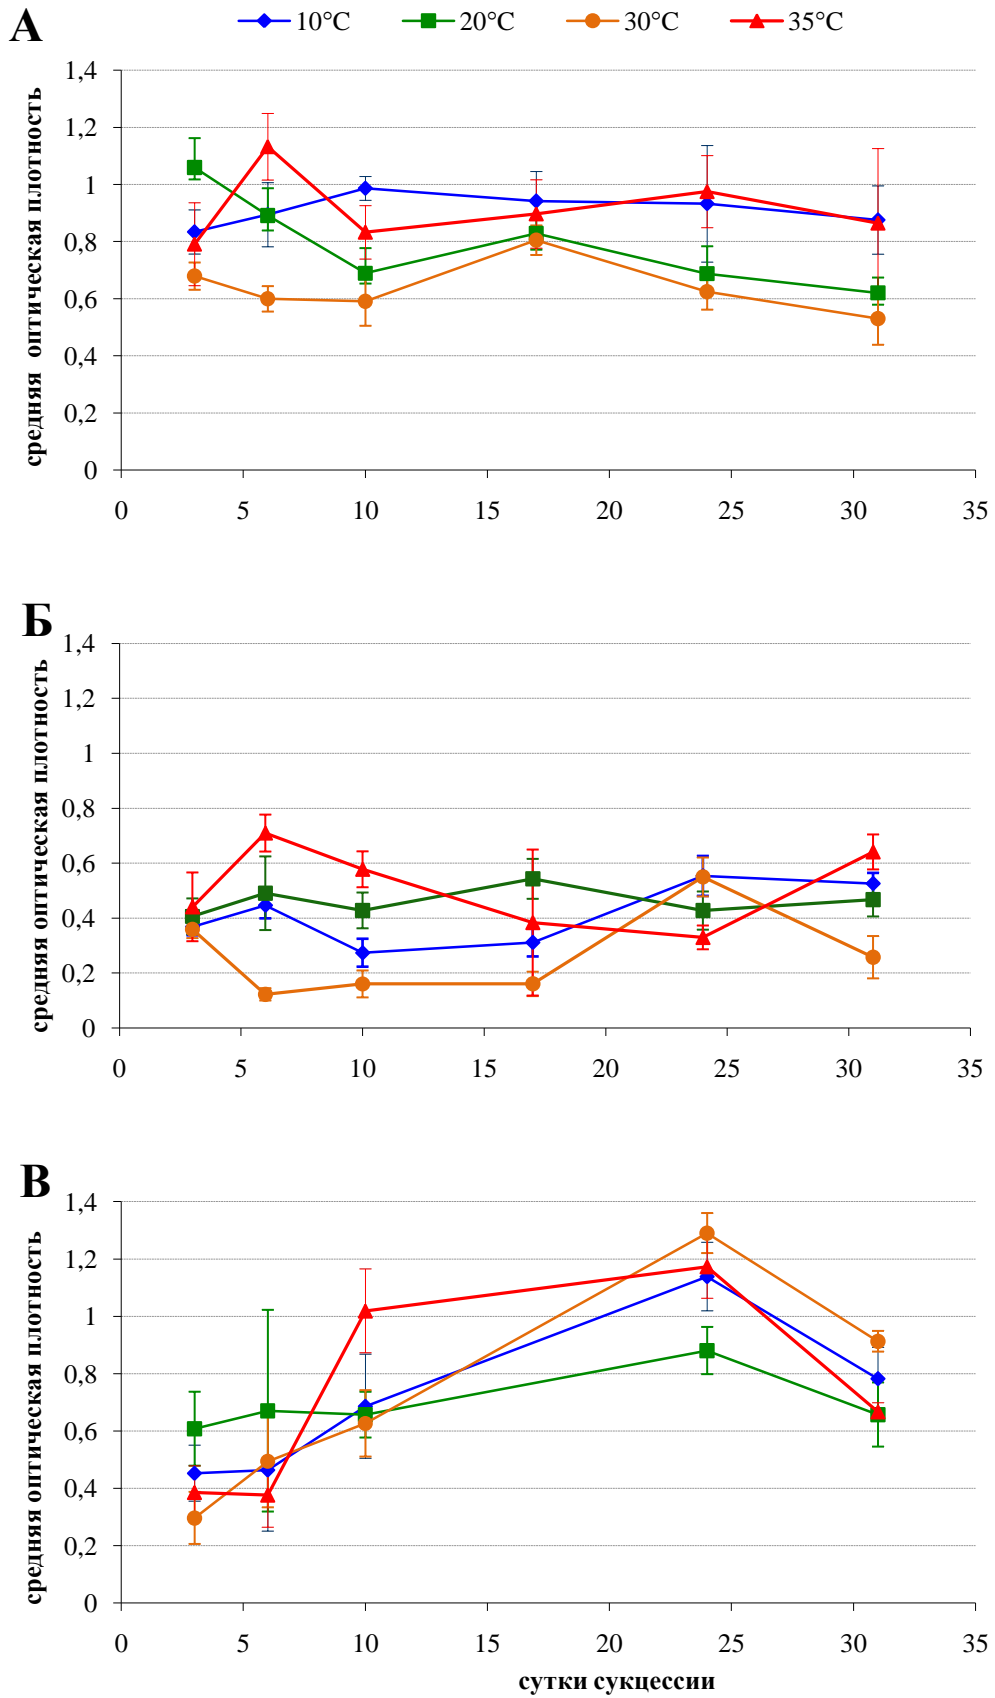 А
10°C 20°C 30°C 35°C
средняя оптическая плотность
1,4
1,2
1
0,8
0,6
0,4
0,2
0
0 5 10 15 20 25 30 35
Б
средняя оптическая плотность
1,4
1,2
1
0,8
0,6
0,4
0,2
0
0 5 10 15 20 25 30 35
В
средняя оптическая плотность
1,4
1,2
1
0,8
0,6
0,4
0,2
0
0 5 10 15 20 25 30 35
сутки сукцессии